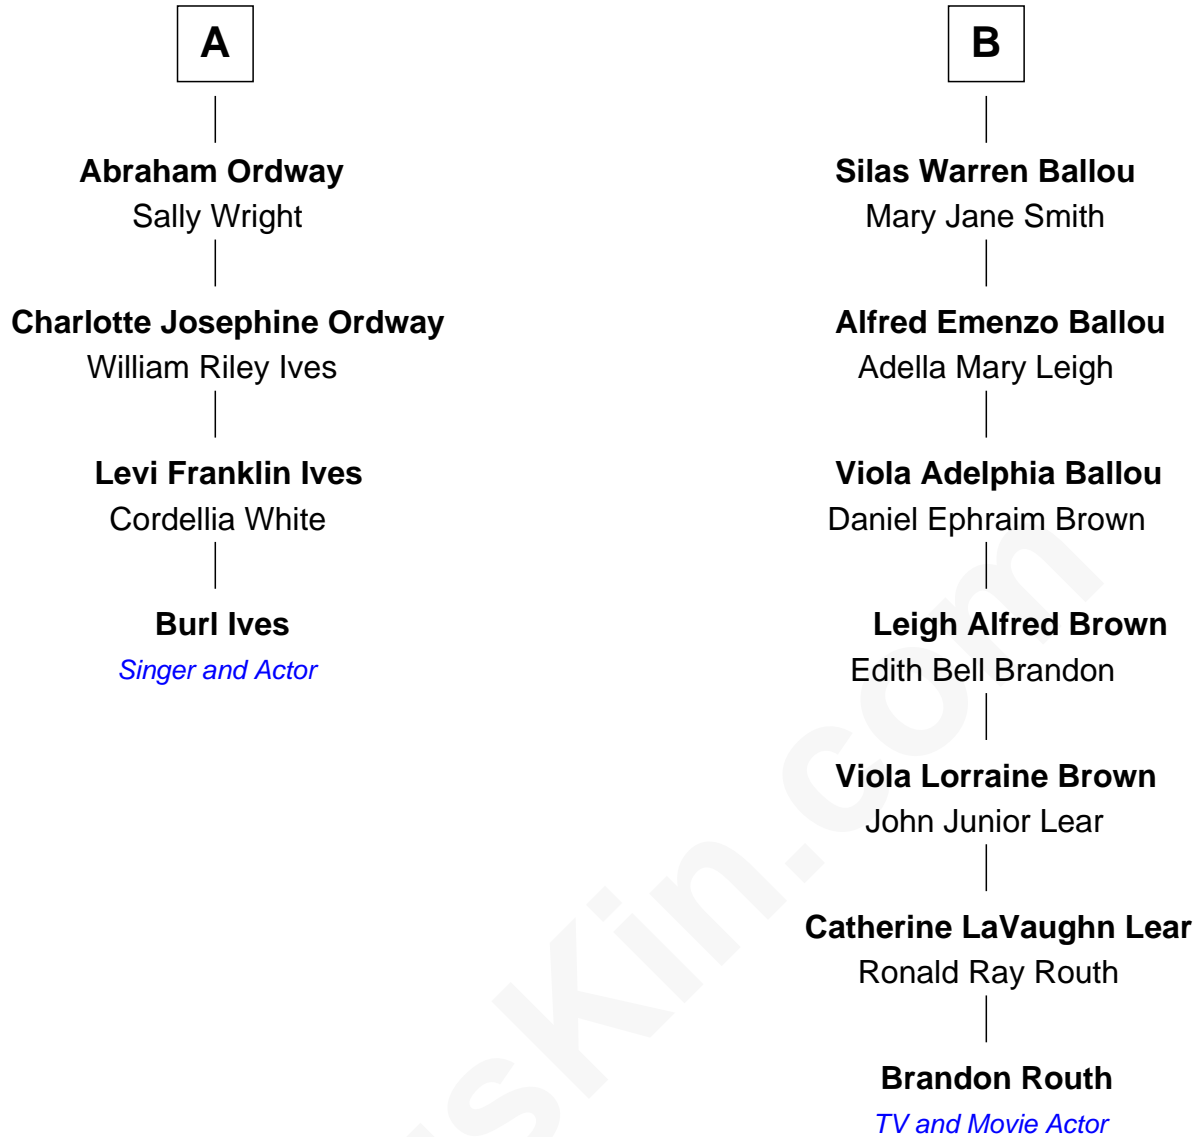 A
Abraham Ordway
Sally Wright
Charlotte Josephine Ordway
William Riley Ives
Levi Franklin Ives
Cordellia White
Burl Ives
Singer and Actor
B
Silas Warren Ballou
Mary Jane Smith
Alfred Emenzo Ballou
Adella Mary Leigh
Viola Adelphia Ballou
Daniel Ephraim Brown
Leigh Alfred Brown
Edith Bell Brandon
Viola Lorraine Brown
John Junior Lear
Catherine LaVaughn Lear
Ronald Ray Routh
Brandon Routh
TV and Movie Actor
sKin.com